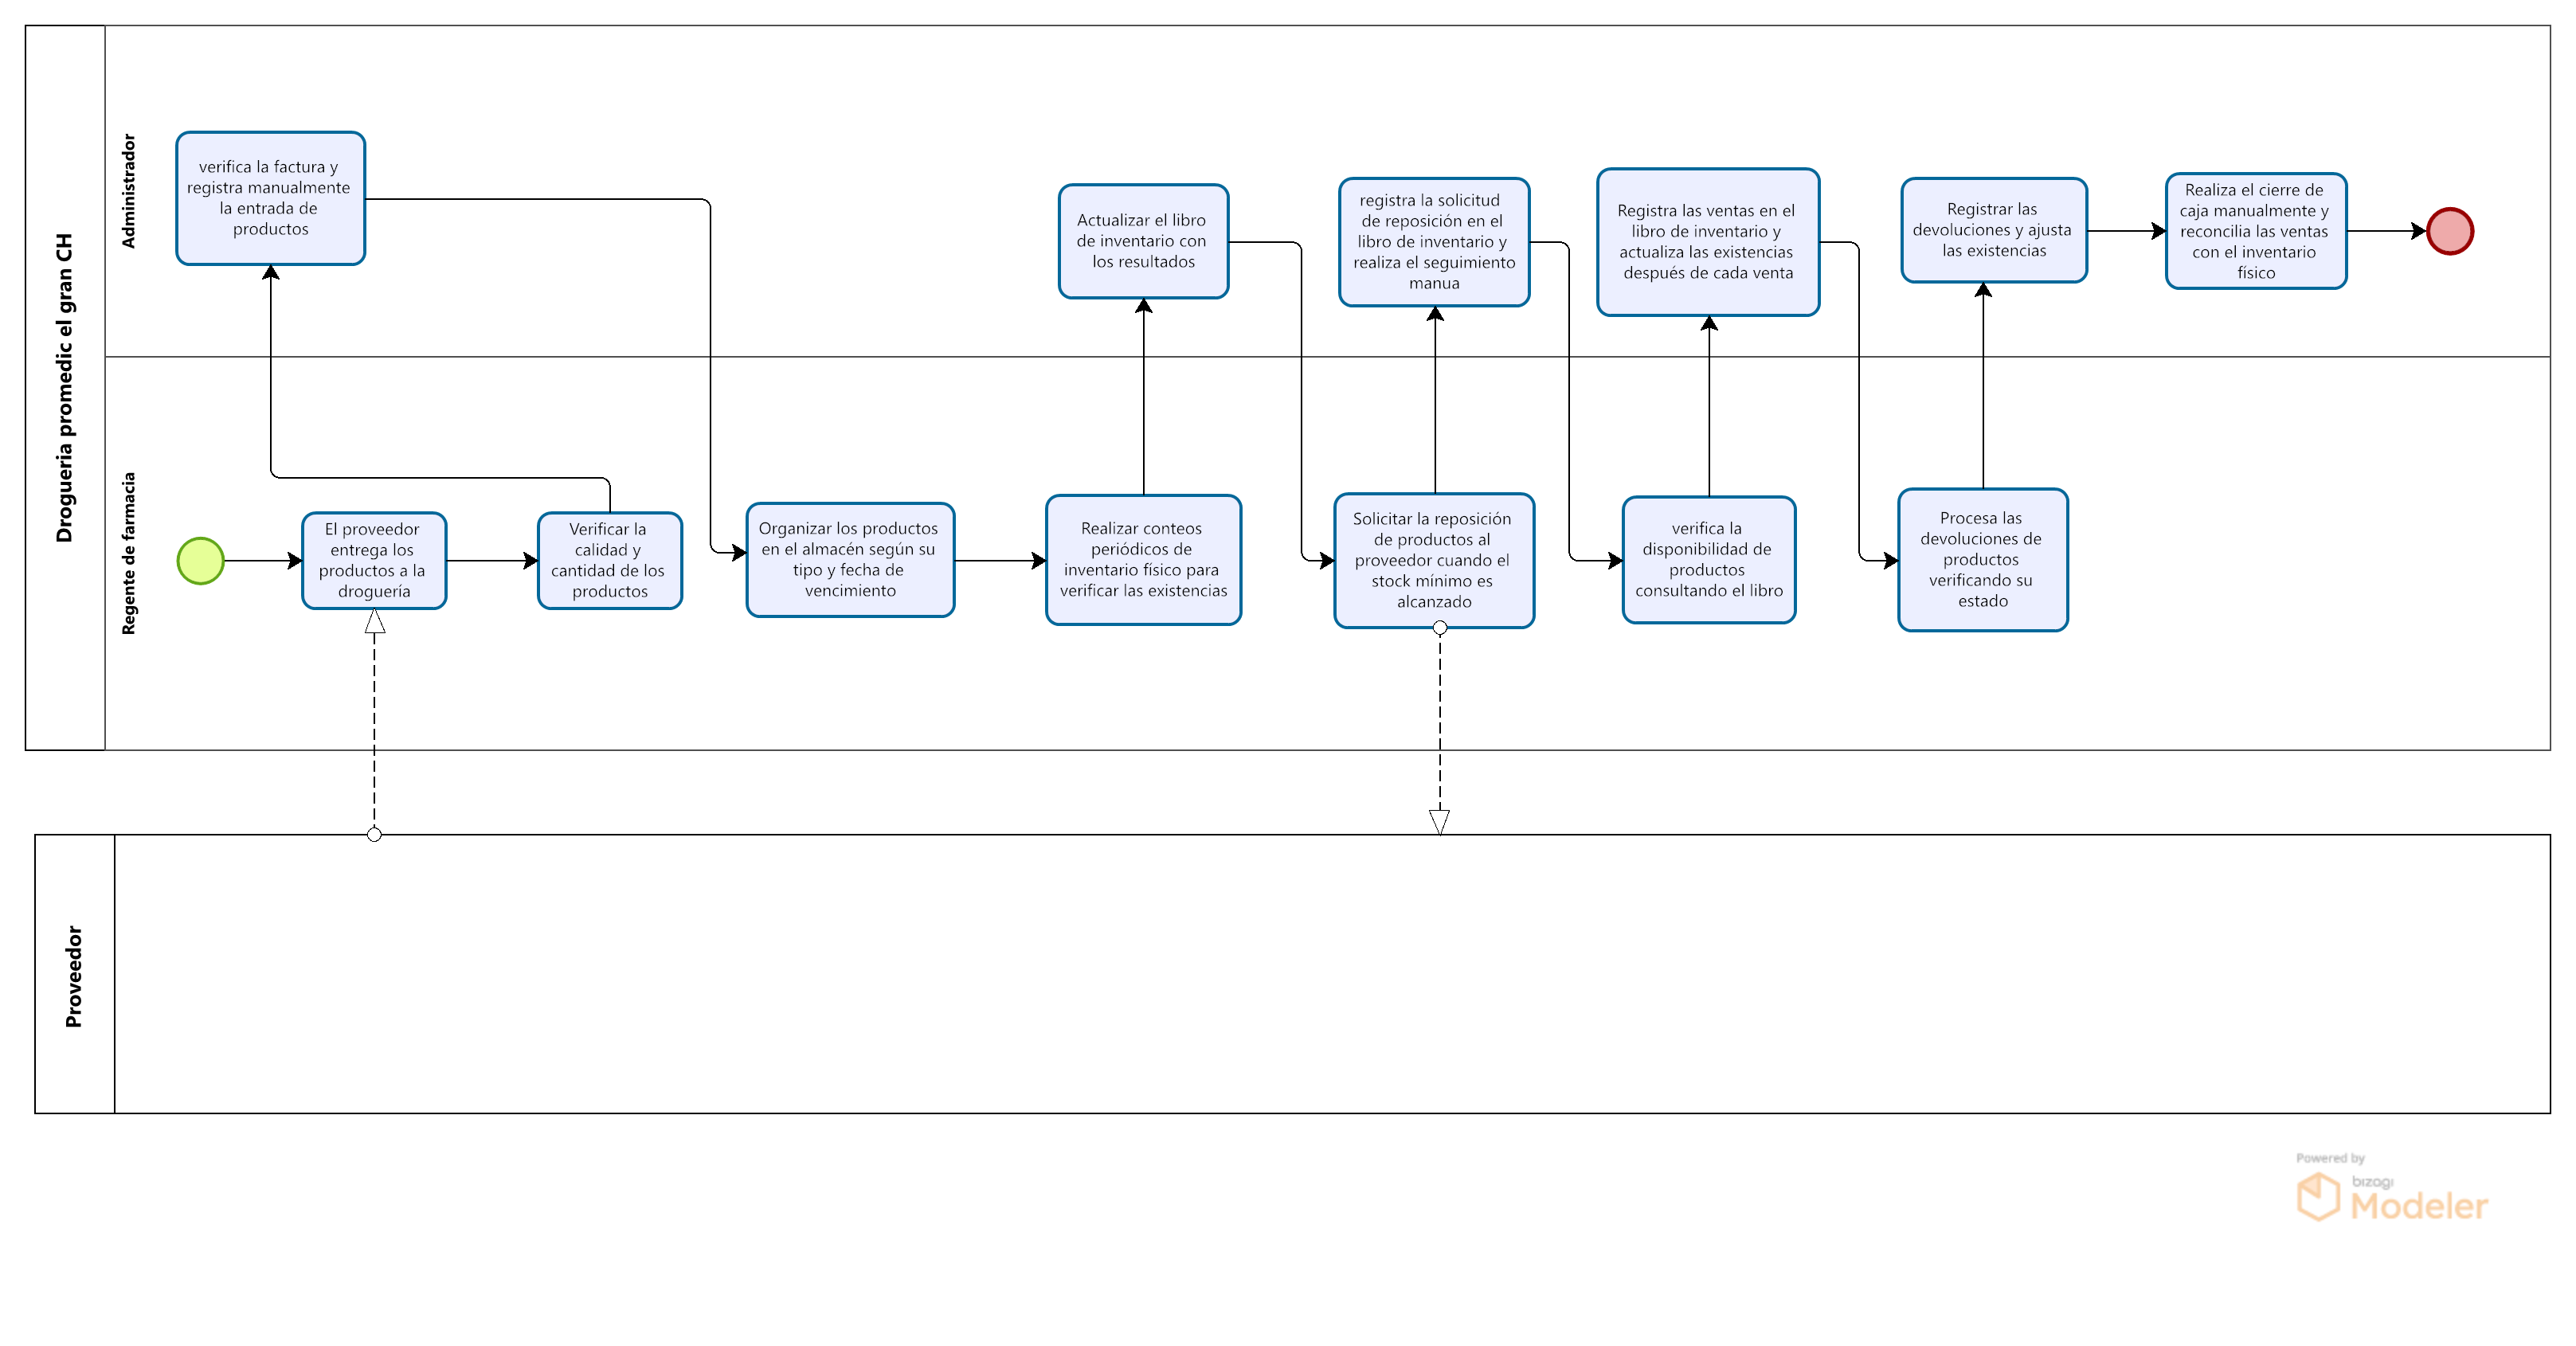 Drogueria promedic el gran CH
Administrador
verifica la factura y
registra manualmente
la entrada de
productos
Actualizar el libro
de inventario con
los resultados
registra la solicitud
de reposición en el
libro de inventario y
realiza el seguimiento
manua
Registra las ventas en el
libro de inventario y
actualiza las existencias
después de cada venta
Registrar las
devoluciones y ajusta
las existencias
Realiza el cierre de
caja manualmente y
reconcilia las ventas
con el inventario
físico
Regente de farmacia
El proveedor
entrega los
productos a la
droguería
Verificar la
calidad y
cantidad de los
productos
Organizar los productos
en el almacén según su
tipo y fecha de
vencimiento
Realizar conteos
periódicos de
inventario físico para
verificar las existencias
Solicitar la reposición
de productos al
proveedor cuando el
stock mínimo es
alcanzado
verifica la
disponibilidad de
productos
consultando el libro
Procesa las
devoluciones de
productos
verificando su
estado
Proveedor
Powered by
bizagi
Modeler